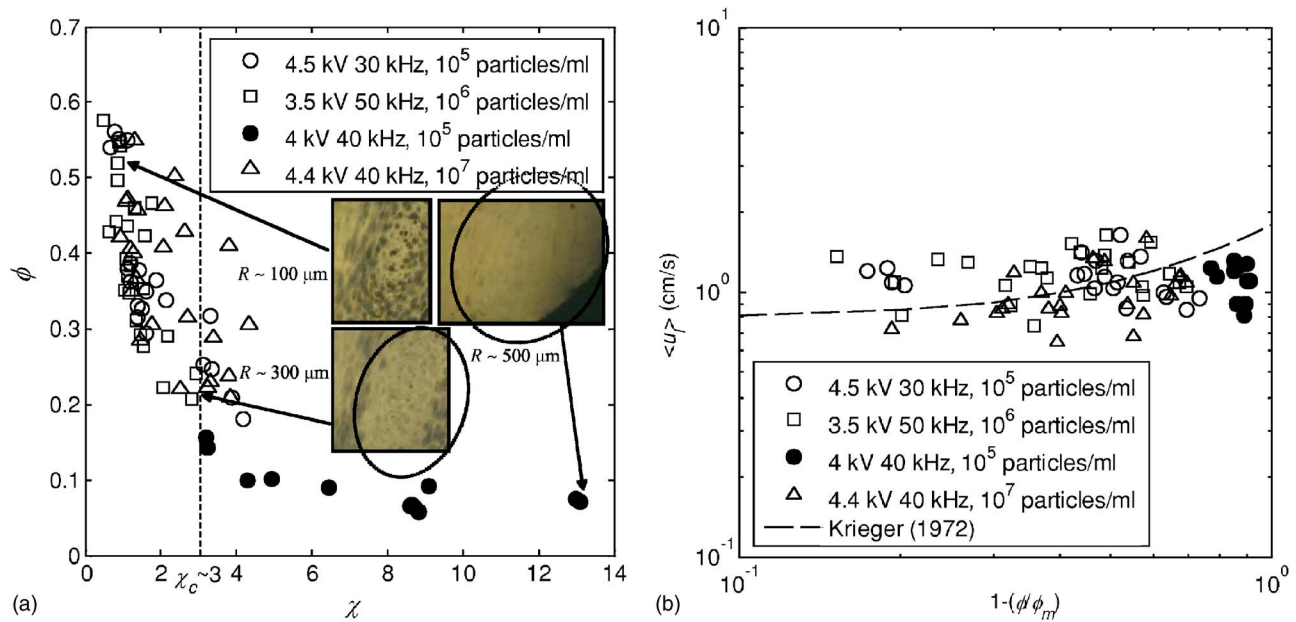 0.7
0.6
0.5
0.4
0.3
0.2
0.1
0
ϕ
4.5 kV 30 kHz, 10⁵ particles/ml
3.5 kV 50 kHz, 10⁶ particles/ml
4 kV 40 kHz, 10⁵ particles/ml
4.4 kV 40 kHz, 10⁷ particles/ml
R ~ 100 μm
R ~ 500 μm
R ~ 300 μm
0 2 4 6 8 10 12 14
χc~3
χ
(a)
10¹
10⁰
10⁻¹
<uₗ> (cm/s)
4.5 kV 30 kHz, 10⁵ particles/ml
3.5 kV 50 kHz, 10⁶ particles/ml
4 kV 40 kHz, 10⁵ particles/ml
4.4 kV 40 kHz, 10⁷ particles/ml
Krieger (1972)
10⁻¹ 10⁰
1-(ϕ/ϕm)
(b)